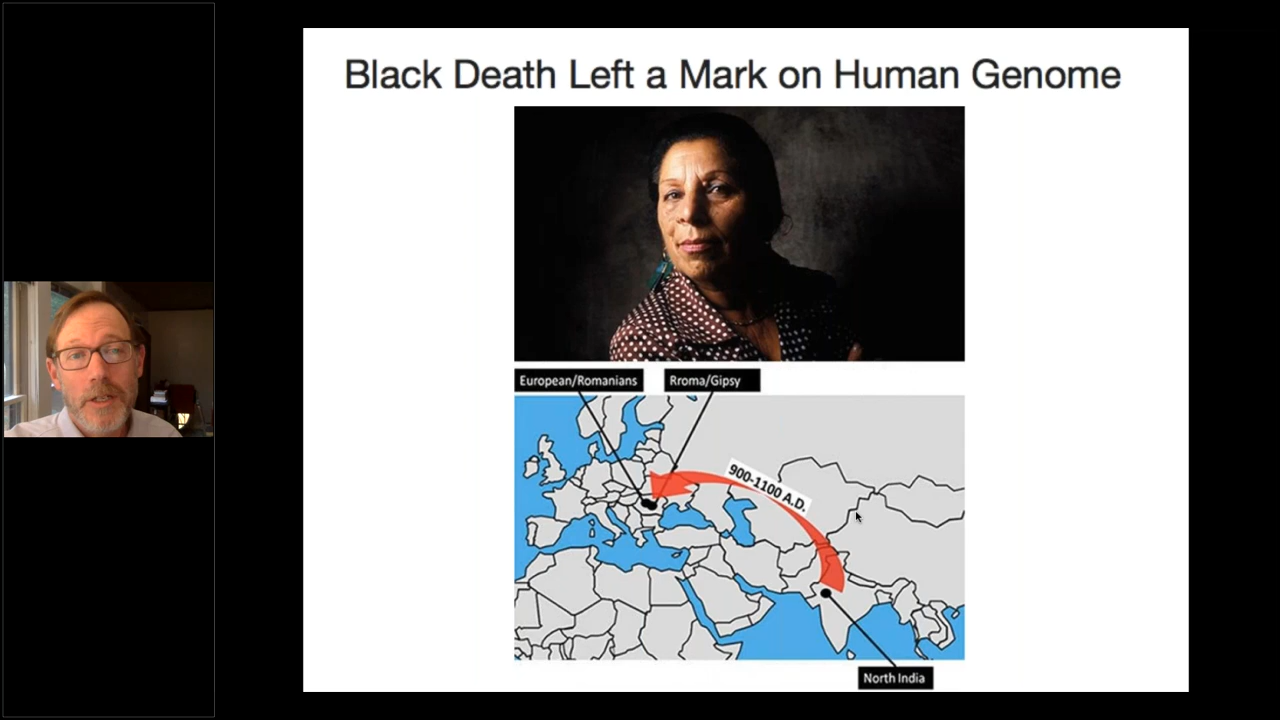 Black Death Left a Mark on Human Genome
European/Romanians
Rroma/Gipsy
900-1100 A.D.
North India